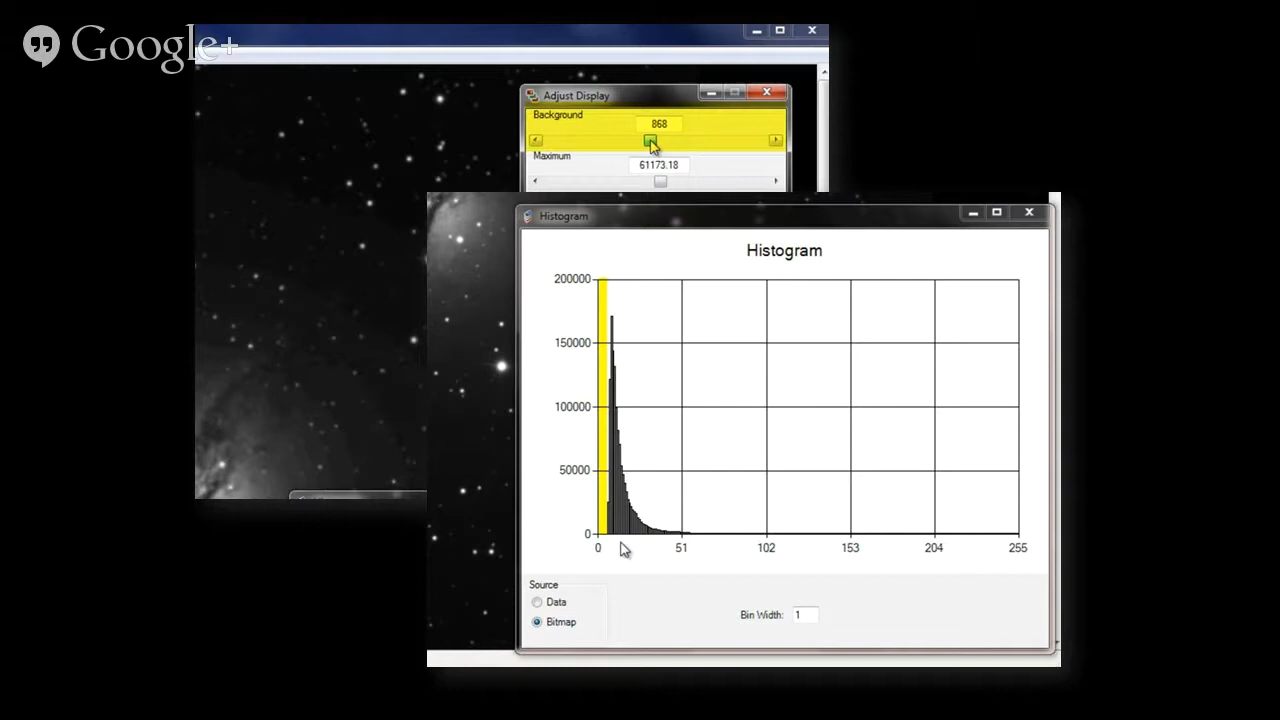 Google+
Adjust Display
Background
868
Maximum
61173.18
Histogram
Histogram
200000
150000
100000
50000
0
0 51 102 153 204 255
Source
Data
Bitmap
Bin Width: 1